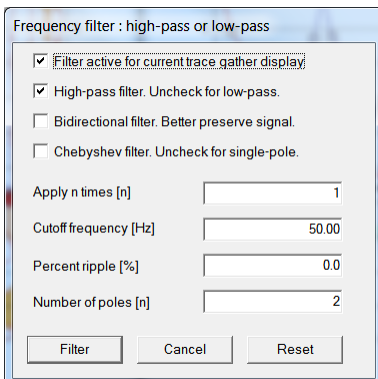 Frequency filter : high-pass or low-pass
Filter active for current trace gather display
High-pass filter. Uncheck for low-pass.
Bidirectional filter. Better preserve signal.
Chebyshev filter. Uncheck for single-pole.
Apply n times [n] 1
Cutoff frequency [Hz] 50.00
Percent ripple [%] 0.0
Number of poles [n] 2
Filter Cancel Reset